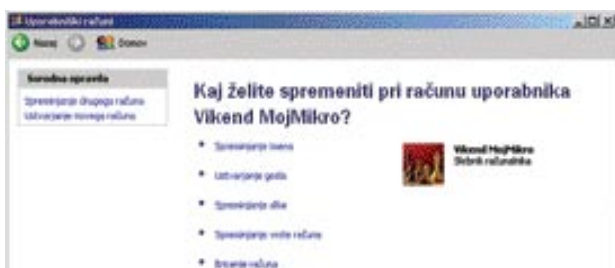 Uporabniški računi
Nazaj Domov
Sorodna opravila
Spreminjanje drugega računa
Ustvarjanje novega računa
Kaj želite spremeniti pri računu uporabnika
Vikend MojMikro?
Spreminjanje imena
Ustvarjanje gesla
Spreminjanje slike
Spreminjanje vrste računa
Brisanje računa
Vikend MojMikro
Skrbnik računalnika